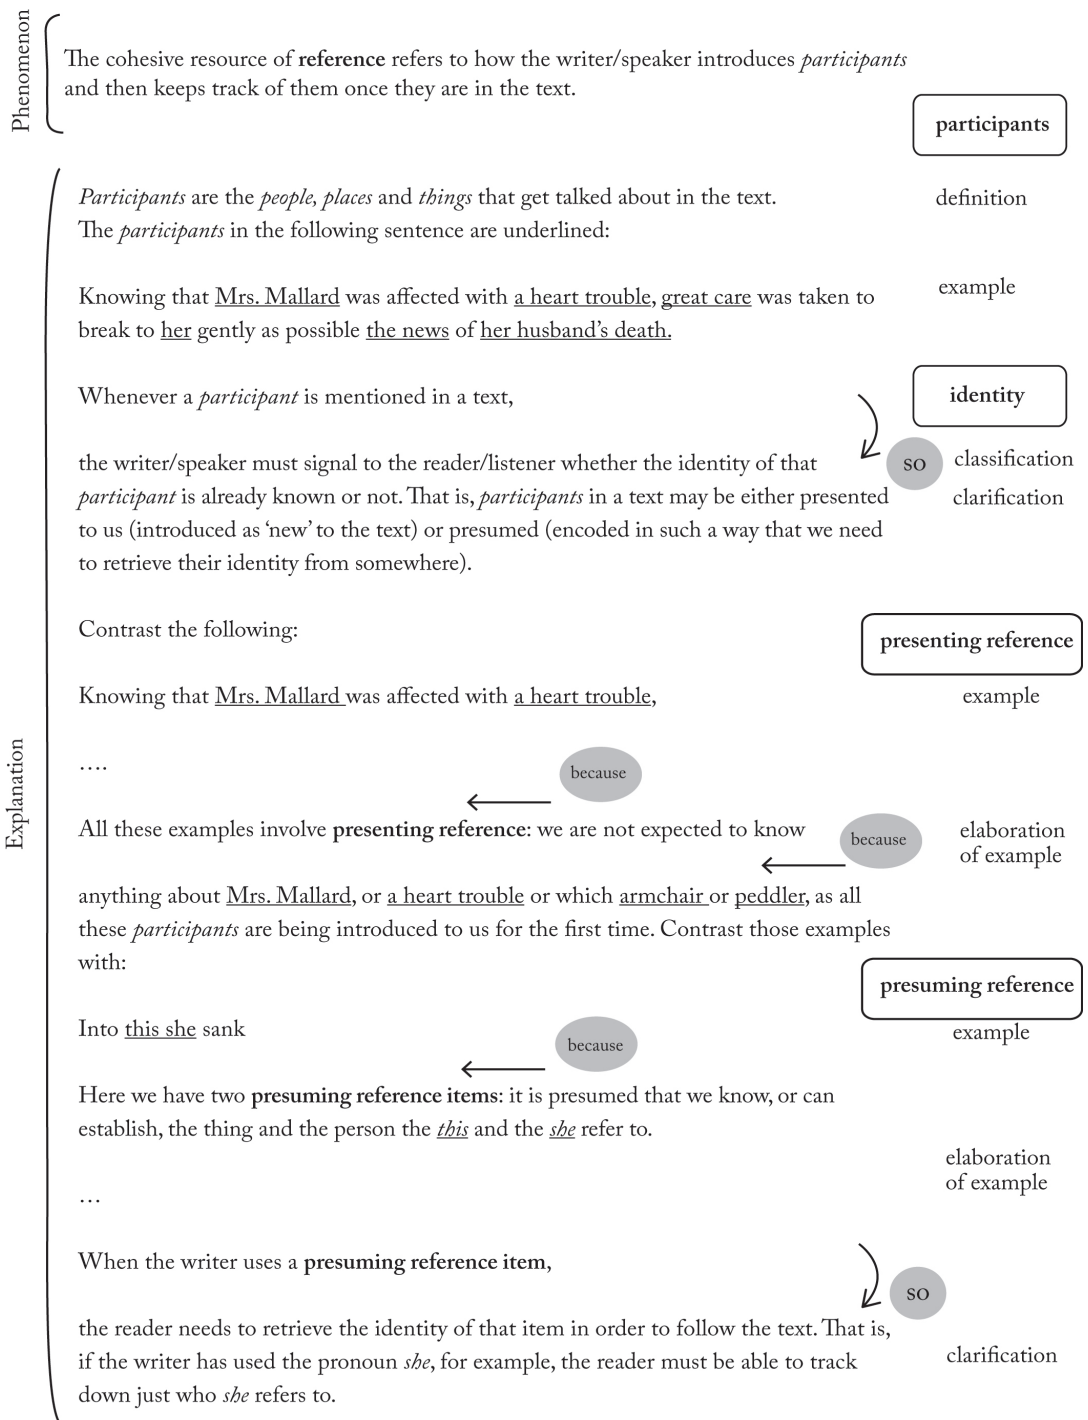 Phenomenon
The cohesive resource of reference refers to how the writer/speaker introduces participants
and then keeps track of them once they are in the text.
participants
Explanation
Participants are the people, places and things that get talked about in the text.
definition
The participants in the following sentence are underlined:
Knowing that Mrs. Mallard was affected with a heart trouble, great care was taken to
example
break to her gently as possible the news of her husband's death.
Whenever a participant is mentioned in a text,
identity
the writer/speaker must signal to the reader/listener whether the identity of that
so
classification
participant is already known or not. That is, participants in a text may be either presented
clarification
to us (introduced as 'new' to the text) or presumed (encoded in such a way that we need
to retrieve their identity from somewhere).
Contrast the following:
presenting reference
Knowing that Mrs. Mallard was affected with a heart trouble,
example
....
because
All these examples involve presenting reference: we are not expected to know
because
elaboration
of example
anything about Mrs. Mallard, or a heart trouble or which armchair or peddler, as all
these participants are being introduced to us for the first time. Contrast those examples
with:
presuming reference
Into this she sank
example
because
Here we have two presuming reference items: it is presumed that we know, or can
establish, the thing and the person the this and the she refer to.
elaboration
of example
...
When the writer uses a presuming reference item,
so
the reader needs to retrieve the identity of that item in order to follow the text. That is,
if the writer has used the pronoun she, for example, the reader must be able to track
clarification
down just who she refers to.